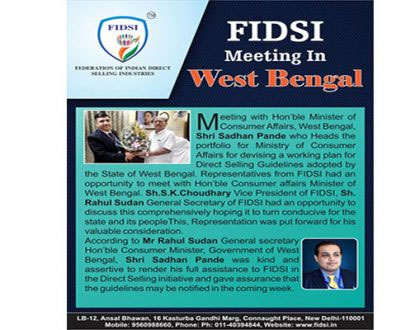 TM
FIDSI
FEDERATION OF INDIAN DIRECT
SELLING INDUSTRIES
FIDSI
Meeting In
West Bengal
Meeting with Hon'ble Minister of
Consumer Affairs, West Bengal,
Shri Sadhan Pande who Heads the
portfolio for Ministry of Consumer
Affairs for devising a working plan for
Direct Selling Guidelines adopted by
the State of West Bengal. Representatives from FIDSI had an
opportunity to meet with Hon'ble Consumer affairs Minister of
West Bengal. Sh.S.K.Choudhary Vice President of FIDSI, Sh.
Rahul Sudan General Secretary of FIDSI had an opportunity to
discuss this comprehensively hoping it to turn conducive for the
state and its peopleThis, Representation was put forward for his
valuable consideration.
According to Mr Rahul Sudan General secretary
Hon'ble Consumer Minister, Government of West
Bengal, Shri Sadhan Pande was kind and
assertive to render his full assistance to FIDSI in
the Direct Selling initiative and gave assurance that
the guidelines may be notified in the coming week.
LB-12, Ansal Bhawan, 16 Kasturba Gandhi Marg, Connaught Place, New Delhi-110001
Mobile: 9560988660, Phone: Ph: 011-40394844, Website: www.fidsi.in